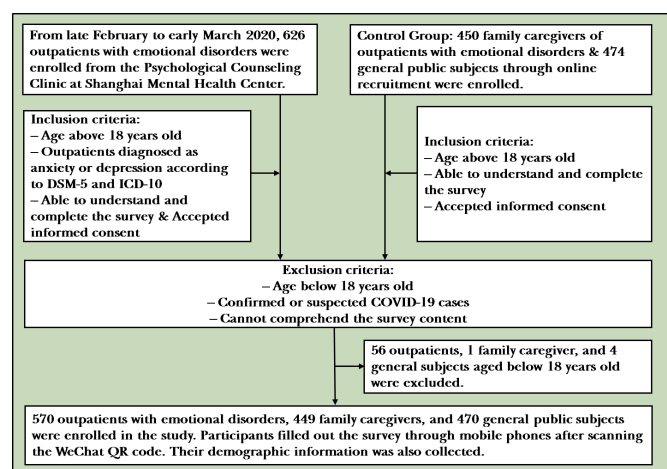 From late February to early March 2020, 626
outpatients with emotional disorders were
enrolled from the Psychological Counseling
Clinic at Shanghai Mental Health Center.
Control Group: 450 family caregivers of
outpatients with emotional disorders & 474
general public subjects through online
recruitment were enrolled.
Inclusion criteria:
– Age above 18 years old
– Outpatients diagnosed as
anxiety or depression according
to DSM-5 and ICD-10
– Able to understand and
complete the survey & Accepted
informed consent
Inclusion criteria:
– Age above 18 years old
– Able to understand and complete
the survey
– Accepted informed consent
Exclusion criteria:
– Age below 18 years old
– Confirmed or suspected COVID-19 cases
– Cannot comprehend the survey content
56 outpatients, 1 family caregiver, and 4
general subjects aged below 18 years old
were excluded.
570 outpatients with emotional disorders, 449 family caregivers, and 470 general public subjects
were enrolled in the study. Participants filled out the survey through mobile phones after scanning
the WeChat QR code. Their demographic information was also collected.